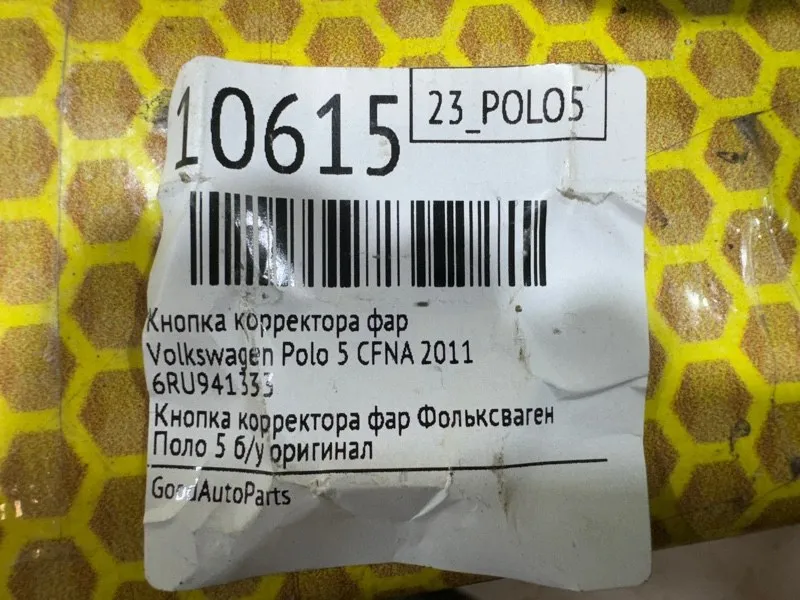 10615
23_POLO5
Кнопка корректора фар
Volkswagen Polo 5 CFNA 2011
6RU941333
Кнопка корректора фар Фольксваген
Поло 5 б/у оригинал
GoodAutoParts